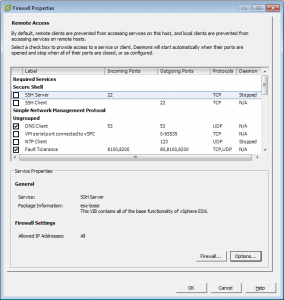 Firewall Properties
Remote Access
By default, remote clients are prevented from accessing services on this host, and local clients are prevented from
accessing services on remote hosts.
Select a check box to provide access to a service or client. Daemons will start automatically when their ports are
opened and stop when all of their ports are closed, or as configured.
Label Incoming Ports Outgoing Ports Protocols Daemon
Required Services
Secure Shell
SSH Server 22 TCP Stopped
SSH Client 22 TCP N/A
Simple Network Management Protocol
Ungrouped
DNS Client 53 53 UDP N/A
VM serial port connected to vSPC 0-65535 TCP N/A
NTP Client 123 UDP Stopped
Fault Tolerance 8100,8200 80,8100,8200 TCP,UDP N/A
Service Properties
General
Service: SSH Server
Package Information: esx-base
This VIB contains all of the base functionality of vSphere ESXi.
Firewall Settings
Allowed IP Addresses: All
Firewall... Options...
OK Cancel Help